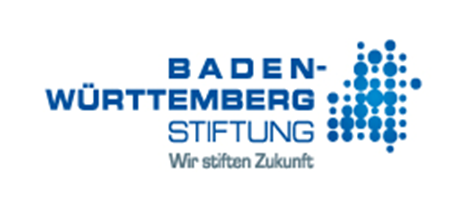 BADEN-
WÜRTTEMBERG
STIFTUNG
Wir stiften Zukunft